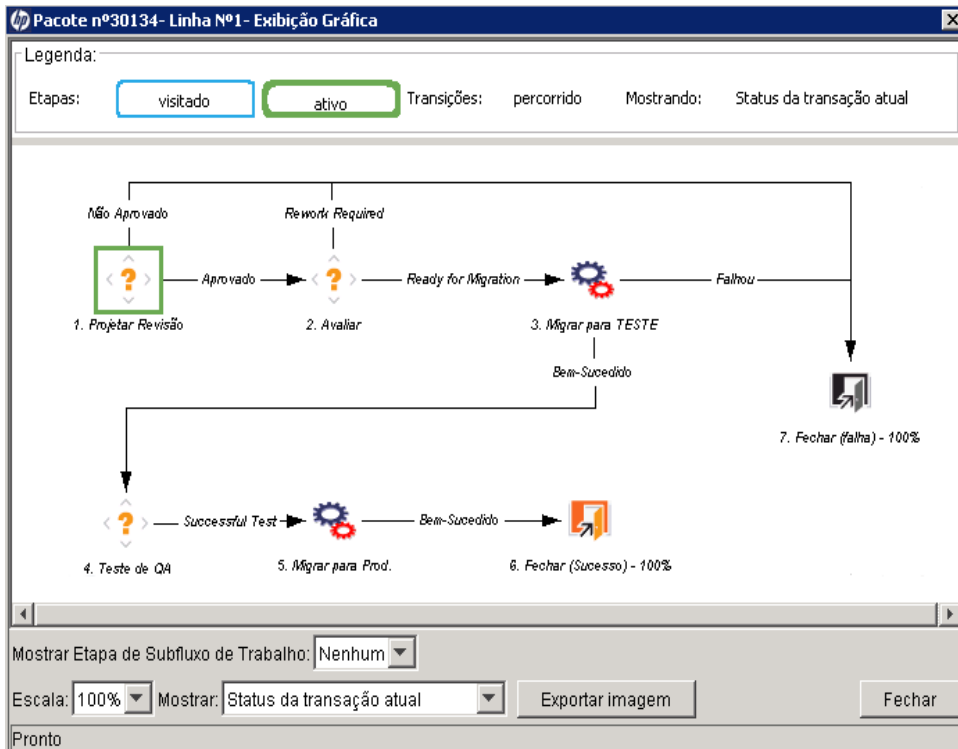 hp Pacote nº30134- Linha Nº1- Exibição Gráfica
Legenda:
Etapas: visitado ativo Transições: percorrido Mostrando: Status da transação atual
Não Aprovado Rework Required
Aprovado Ready for Migration Falhou
1. Projetar Revisão 2. Avaliar 3. Migrar para TESTE
Bem-Sucedido
7. Fechar (falha) - 100%
Successful Test Bem-Sucedido
4. Teste de QA 5. Migrar para Prod. 6. Fechar (Sucesso) - 100%
Mostrar Etapa de Subfluxo de Trabalho: Nenhum
Escala: 100% Mostrar: Status da transação atual Exportar imagem Fechar
Pronto